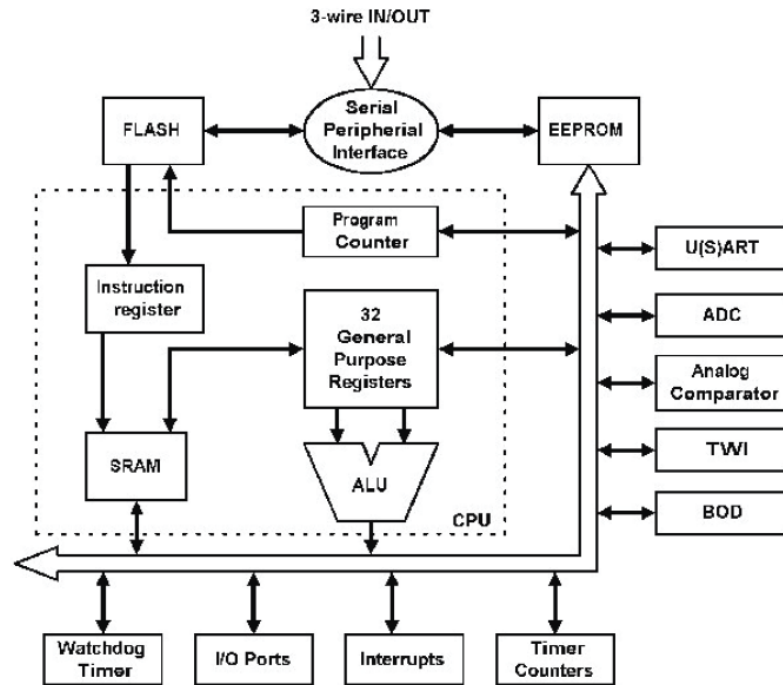 3-wire IN/OUT
FLASH
Serial
Peripherial
Interface
EEPROM
Program
Counter
U(S)ART
Instruction
register
32
General
Purpose
Registers
ADC
Analog
Comparator
SRAM
ALU
TWI
CPU
BOD
Watchdog
Timer
I/O Ports
Interrupts
Timer
Counters